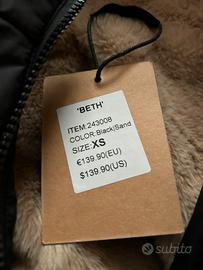 'BETH'
ITEM:243008
COLOR:Black|Sand
SIZE:XS
€139.90(EU)
$139.90(US)
subito